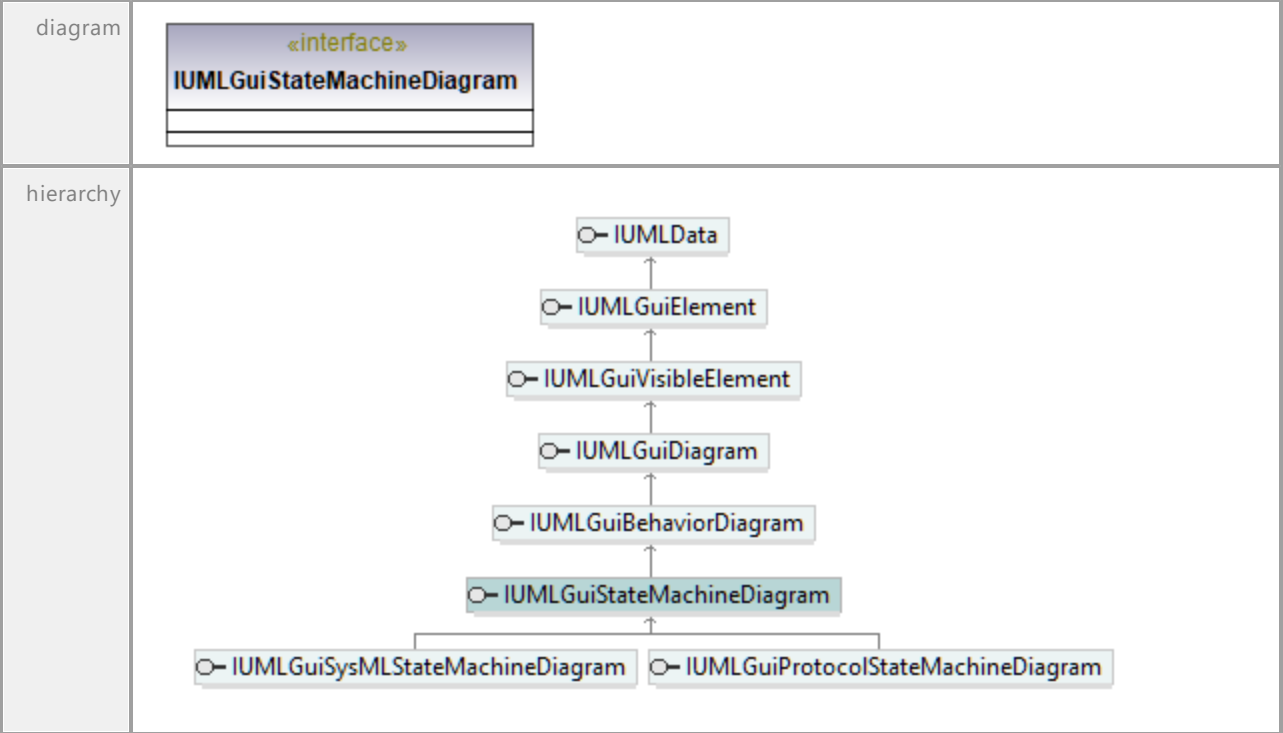 diagram
«interface»
IUMLGuiStateMachineDiagram
hierarchy
IUMLData
IUMLGuiElement
IUMLGuiVisibleElement
IUMLGuiDiagram
IUMLGuiBehaviorDiagram
IUMLGuiStateMachineDiagram
IUMLGuiSysMLStateMachineDiagram IUMLGuiProtocolStateMachineDiagram